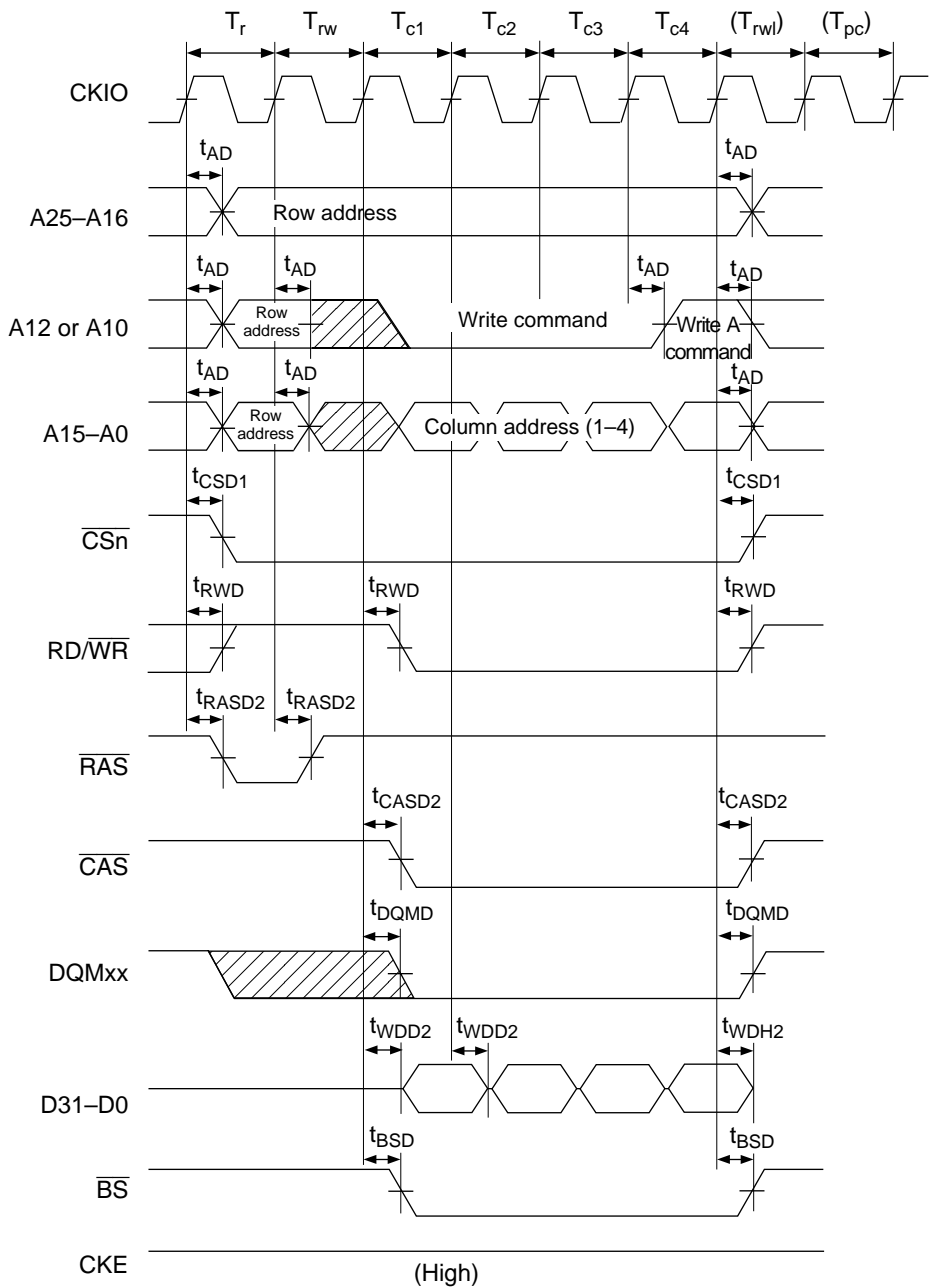 Tr Trw Tc1 Tc2 Tc3 Tc4 (Trwl) (Tpc)
CKIO
tAD tAD
A25–A16 Row address
tAD tAD tAD tAD
A12 or A10 Row address Write command Write A command
tAD tAD tAD
A15–A0 Row address Column address (1–4)
tCSD1 tCSD1
CSn
tRWD tRWD tRWD
RD/WR
tRASD2 tRASD2
RAS
tCASD2 tCASD2
CAS
tDQMD tDQMD
DQMxx
tWDD2 tWDD2 tWDH2
D31–D0
tBSD tBSD
BS
CKE (High)